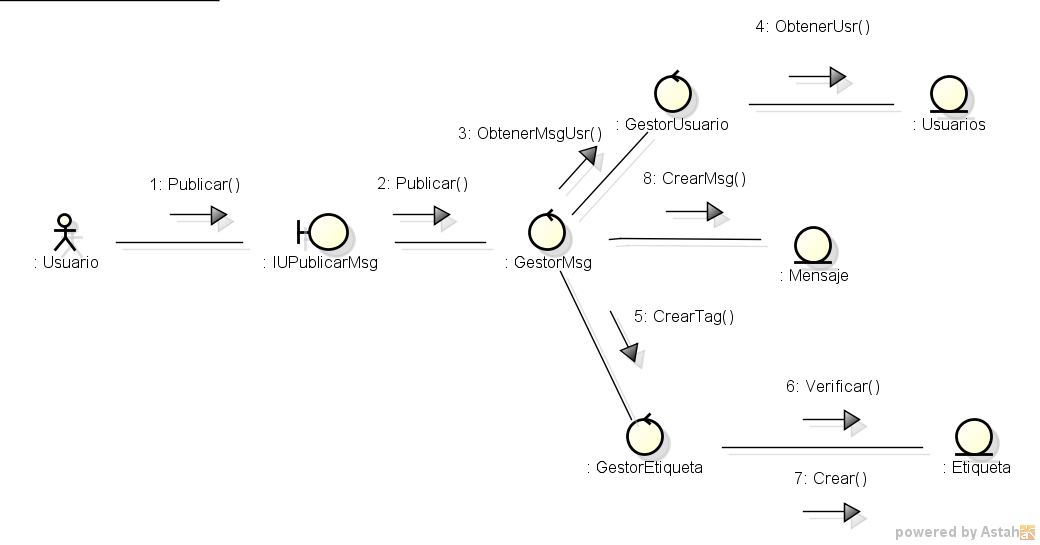 4: ObtenerUsr()
: GestorUsuario
: Usuarios
3: ObtenerMsgUsr()
1: Publicar()
2: Publicar()
8: CrearMsg()
: Usuario
: IUPublicarMsg
: GestorMsg
: Mensaje
5: CrearTag()
6: Verificar()
: GestorEtiqueta
: Etiqueta
7: Crear()
powered by Astah